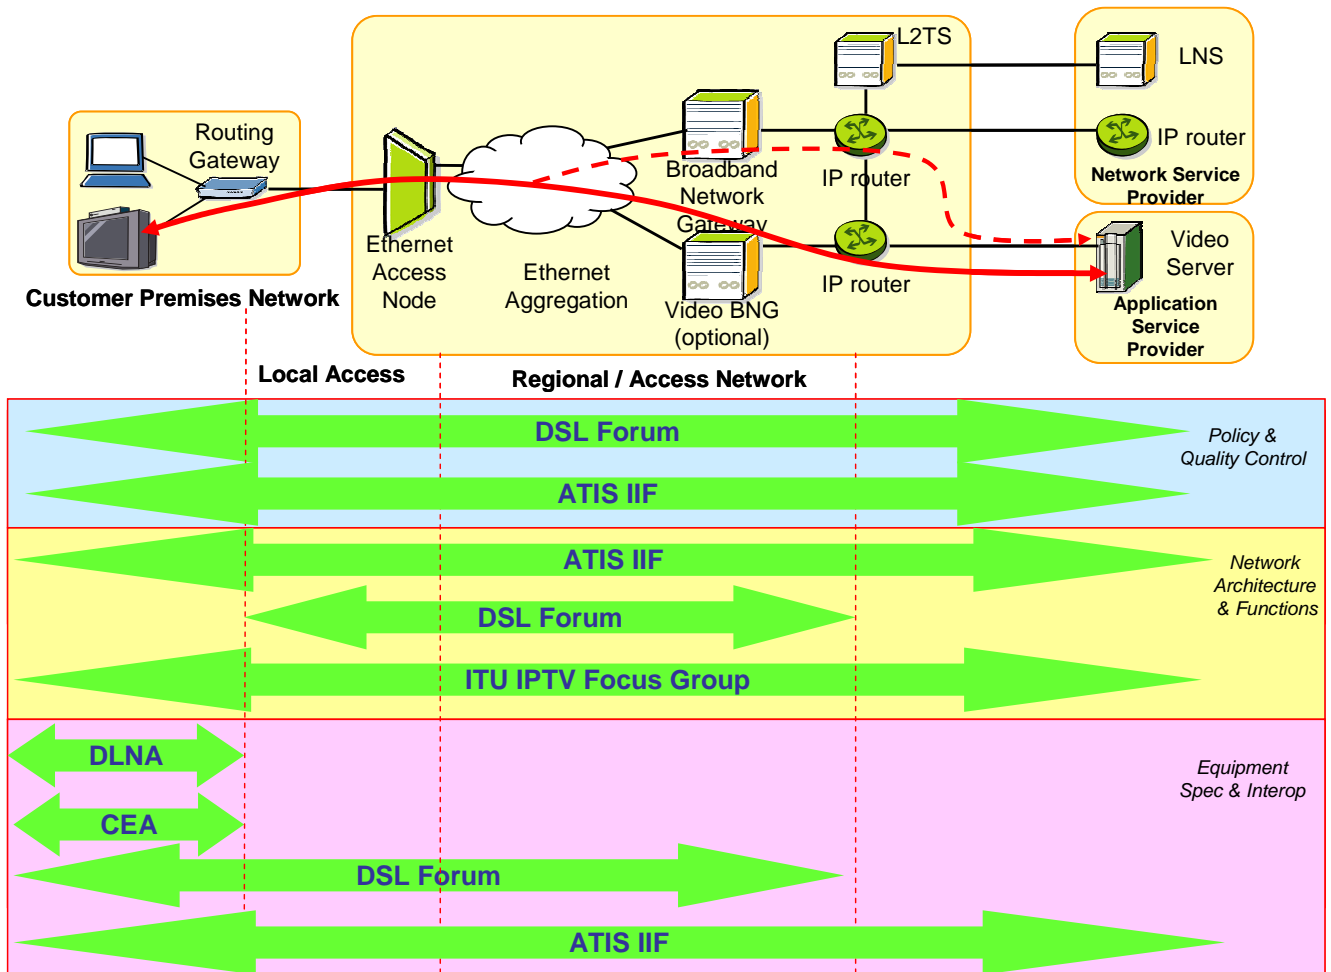 L2TS
LNS
Routing
Gateway
IP router
Network Service
Provider
Broadband
Network
Gateway
IP router
Ethernet
Access
Node
Ethernet
Aggregation
Video BNG
(optional)
IP router
Video
Server
Application
Service
Provider
Customer Premises Network
Local Access
Regional / Access Network
DSL Forum
Policy &
Quality Control
ATIS IIF
ATIS IIF
Network
Architecture
& Functions
DSL Forum
ITU IPTV Focus Group
DLNA
Equipment
Spec & Interop
CEA
DSL Forum
ATIS IIF